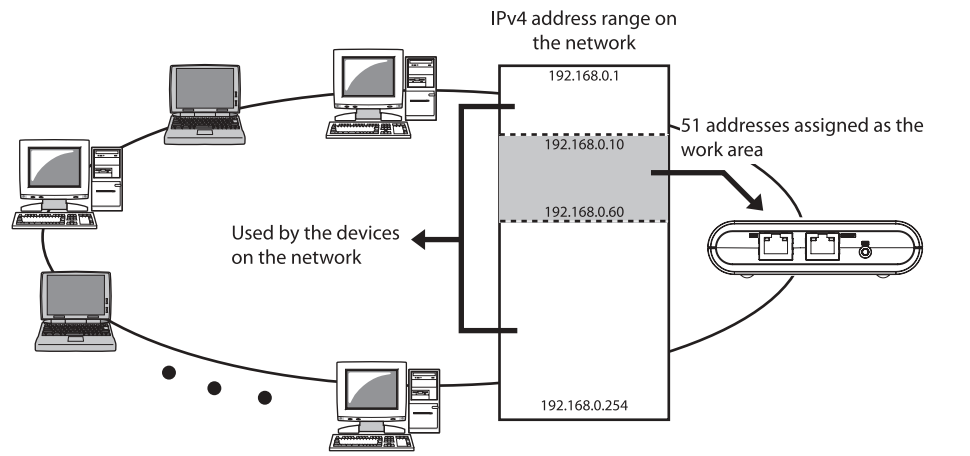 IPv4 address range on
the network
192.168.0.1
51 addresses assigned as the
work area
192.168.0.10
192.168.0.60
Used by the devices
on the network
192.168.0.254